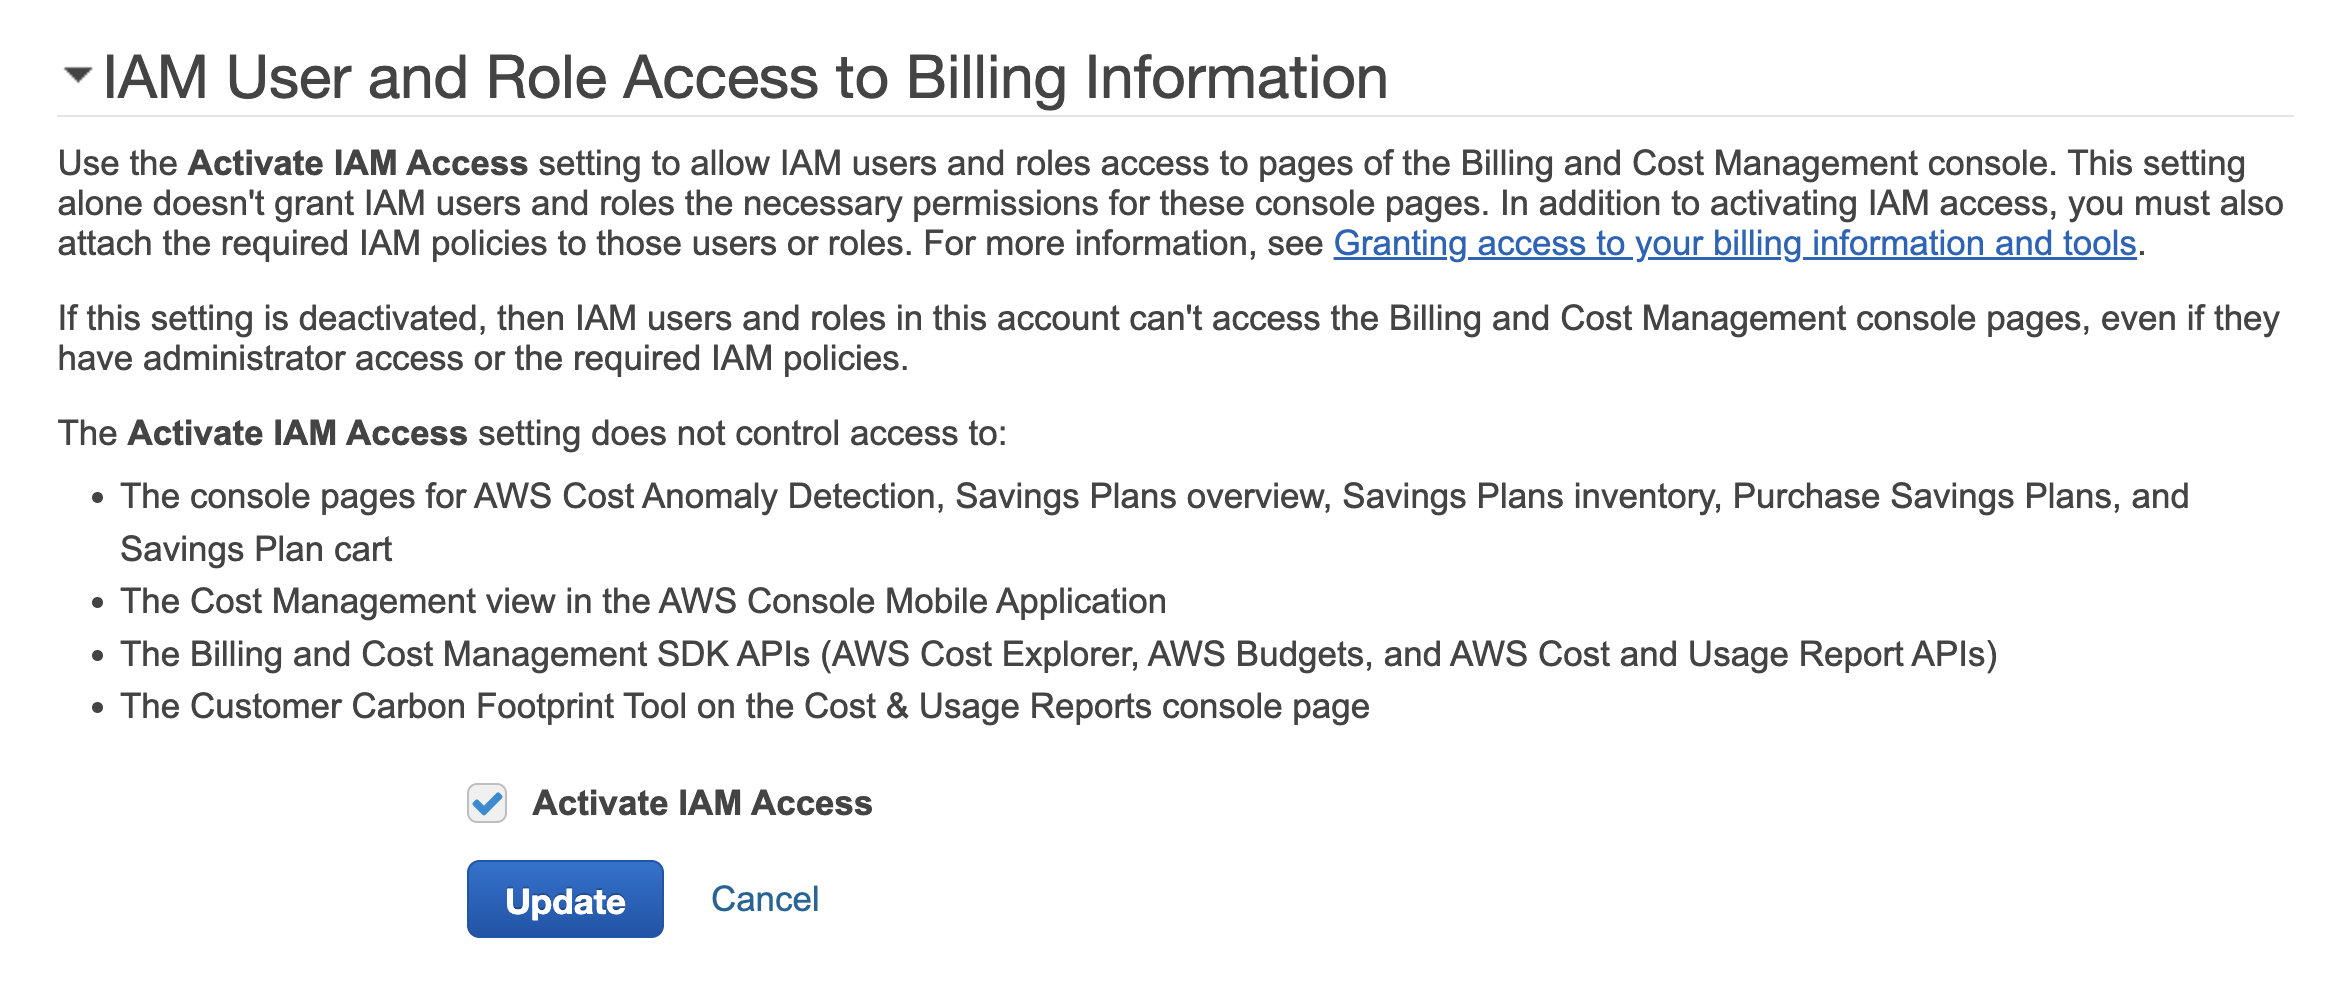 IAM User and Role Access to Billing Information
Use the Activate IAM Access setting to allow IAM users and roles access to pages of the Billing and Cost Management console. This setting
alone doesn't grant IAM users and roles the necessary permissions for these console pages. In addition to activating IAM access, you must also
attach the required IAM policies to those users or roles. For more information, see Granting access to your billing information and tools.
If this setting is deactivated, then IAM users and roles in this account can't access the Billing and Cost Management console pages, even if they
have administrator access or the required IAM policies.
The Activate IAM Access setting does not control access to:
• The console pages for AWS Cost Anomaly Detection, Savings Plans overview, Savings Plans inventory, Purchase Savings Plans, and
Savings Plan cart
• The Cost Management view in the AWS Console Mobile Application
• The Billing and Cost Management SDK APIs (AWS Cost Explorer, AWS Budgets, and AWS Cost and Usage Report APIs)
• The Customer Carbon Footprint Tool on the Cost & Usage Reports console page
Activate IAM Access
Update Cancel